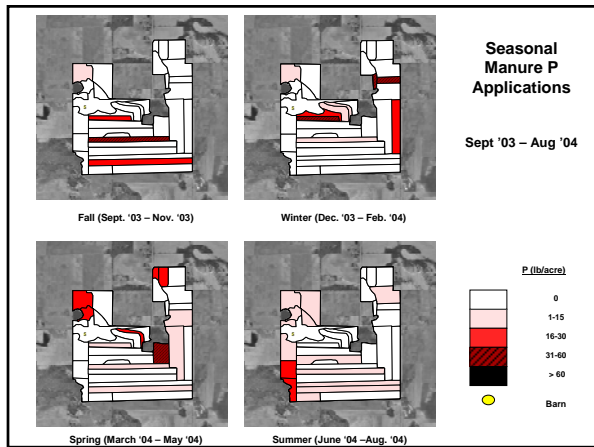 Seasonal
Manure P
Applications
Sept '03 – Aug '04
Fall (Sept. '03 – Nov. '03)
Winter (Dec. '03 – Feb. '04)
Spring (March '04 – May '04)
Summer (June '04 –Aug. '04)
P (lb/acre)
0
1-15
16-30
31-60
> 60
Barn